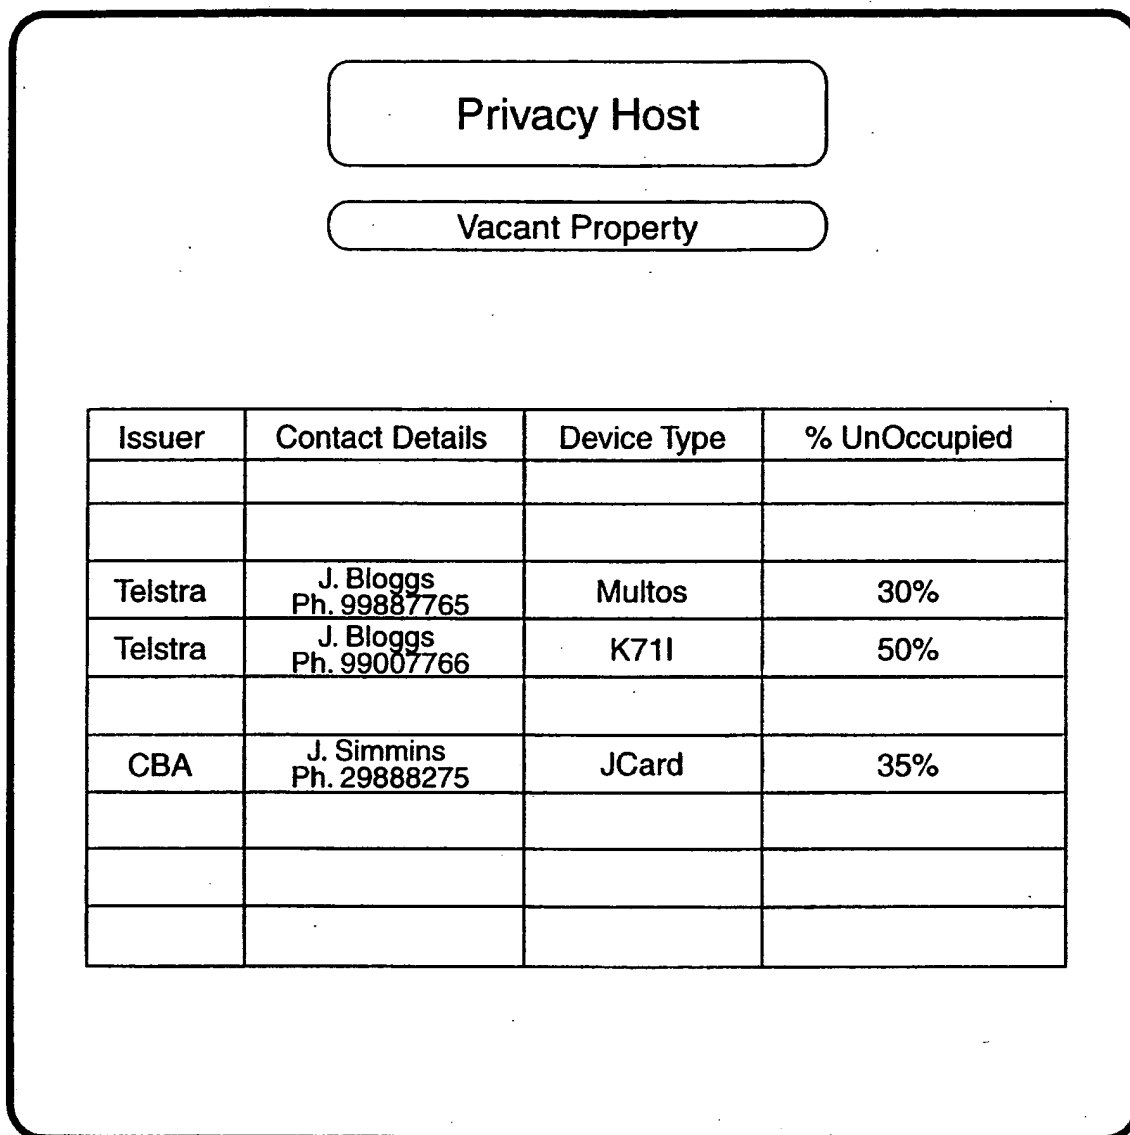 Privacy Host
Vacant Property
Issuer Contact Details Device Type % UnOccupied
Telstra J. Bloggs Ph. 99887765 Multos 30%
Telstra J. Bloggs Ph. 99007766 K71I 50%
CBA J. Simmins Ph. 29888275 JCard 35%